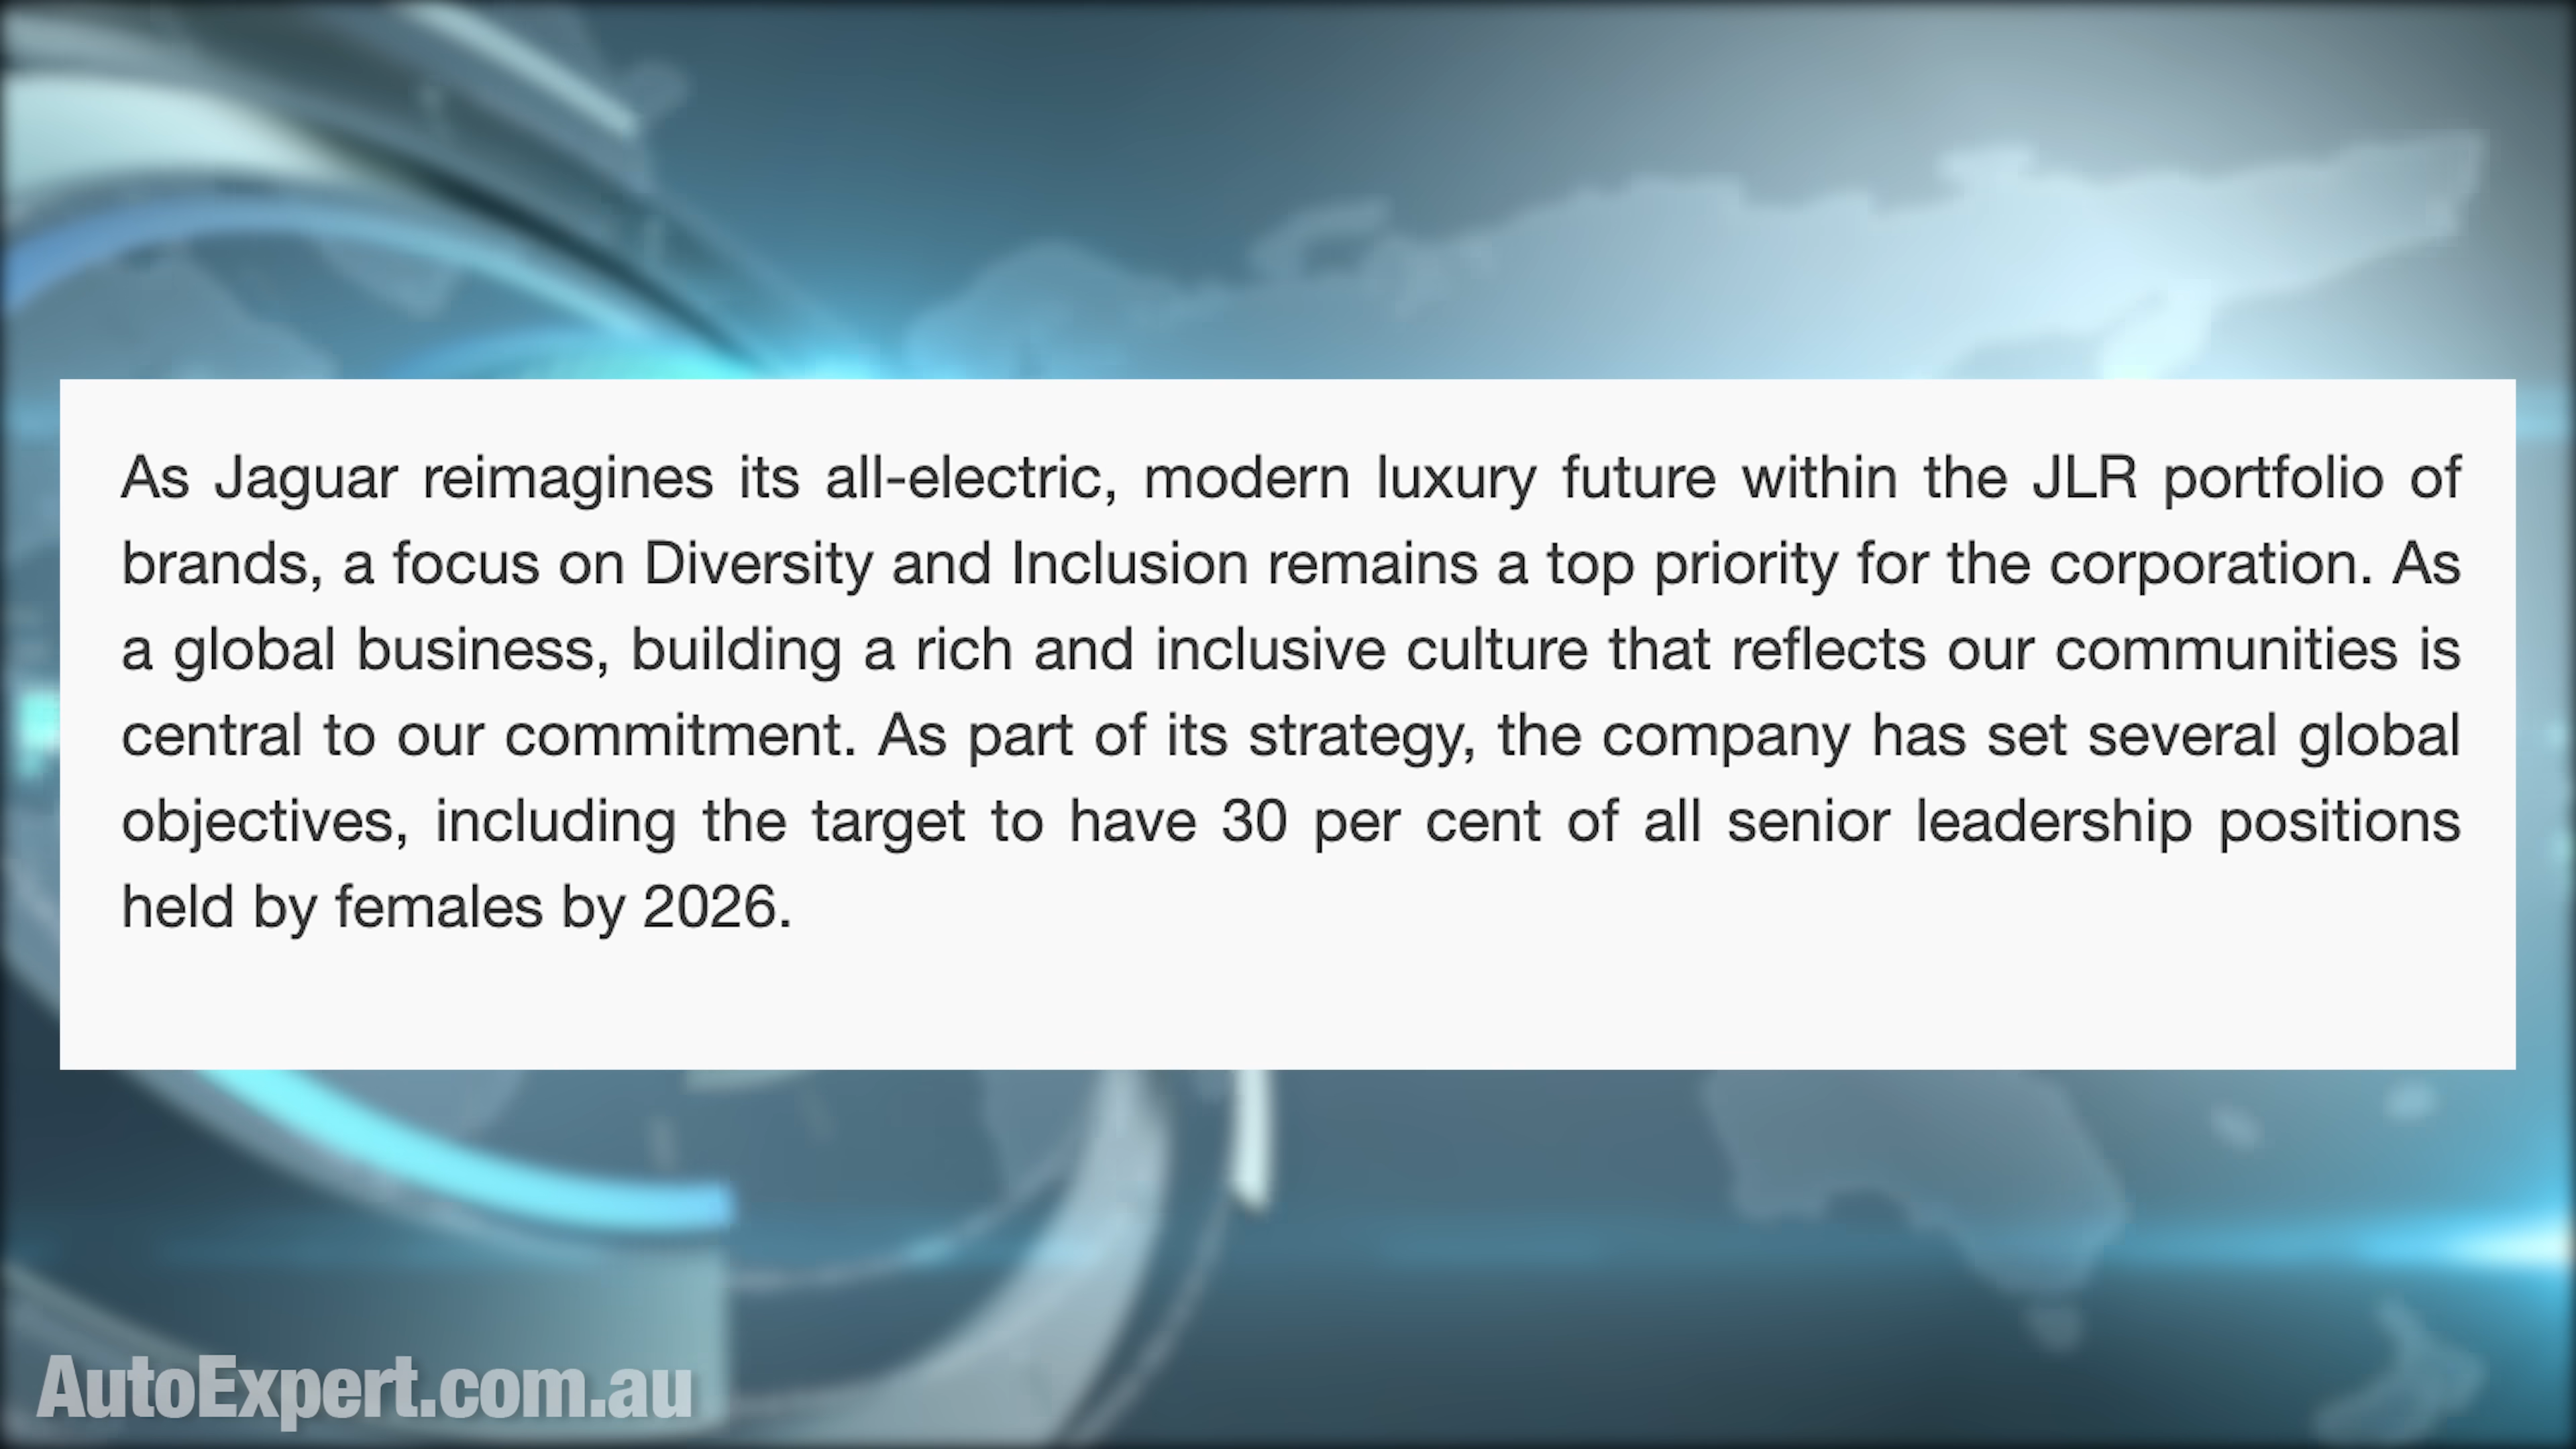 As Jaguar reimagines its all-electric, modern luxury future within the JLR portfolio of
brands, a focus on Diversity and Inclusion remains a top priority for the corporation. As
a global business, building a rich and inclusive culture that reflects our communities is
central to our commitment. As part of its strategy, the company has set several global
objectives, including the target to have 30 per cent of all senior leadership positions
held by females by 2026.
AutoExpert.com.au